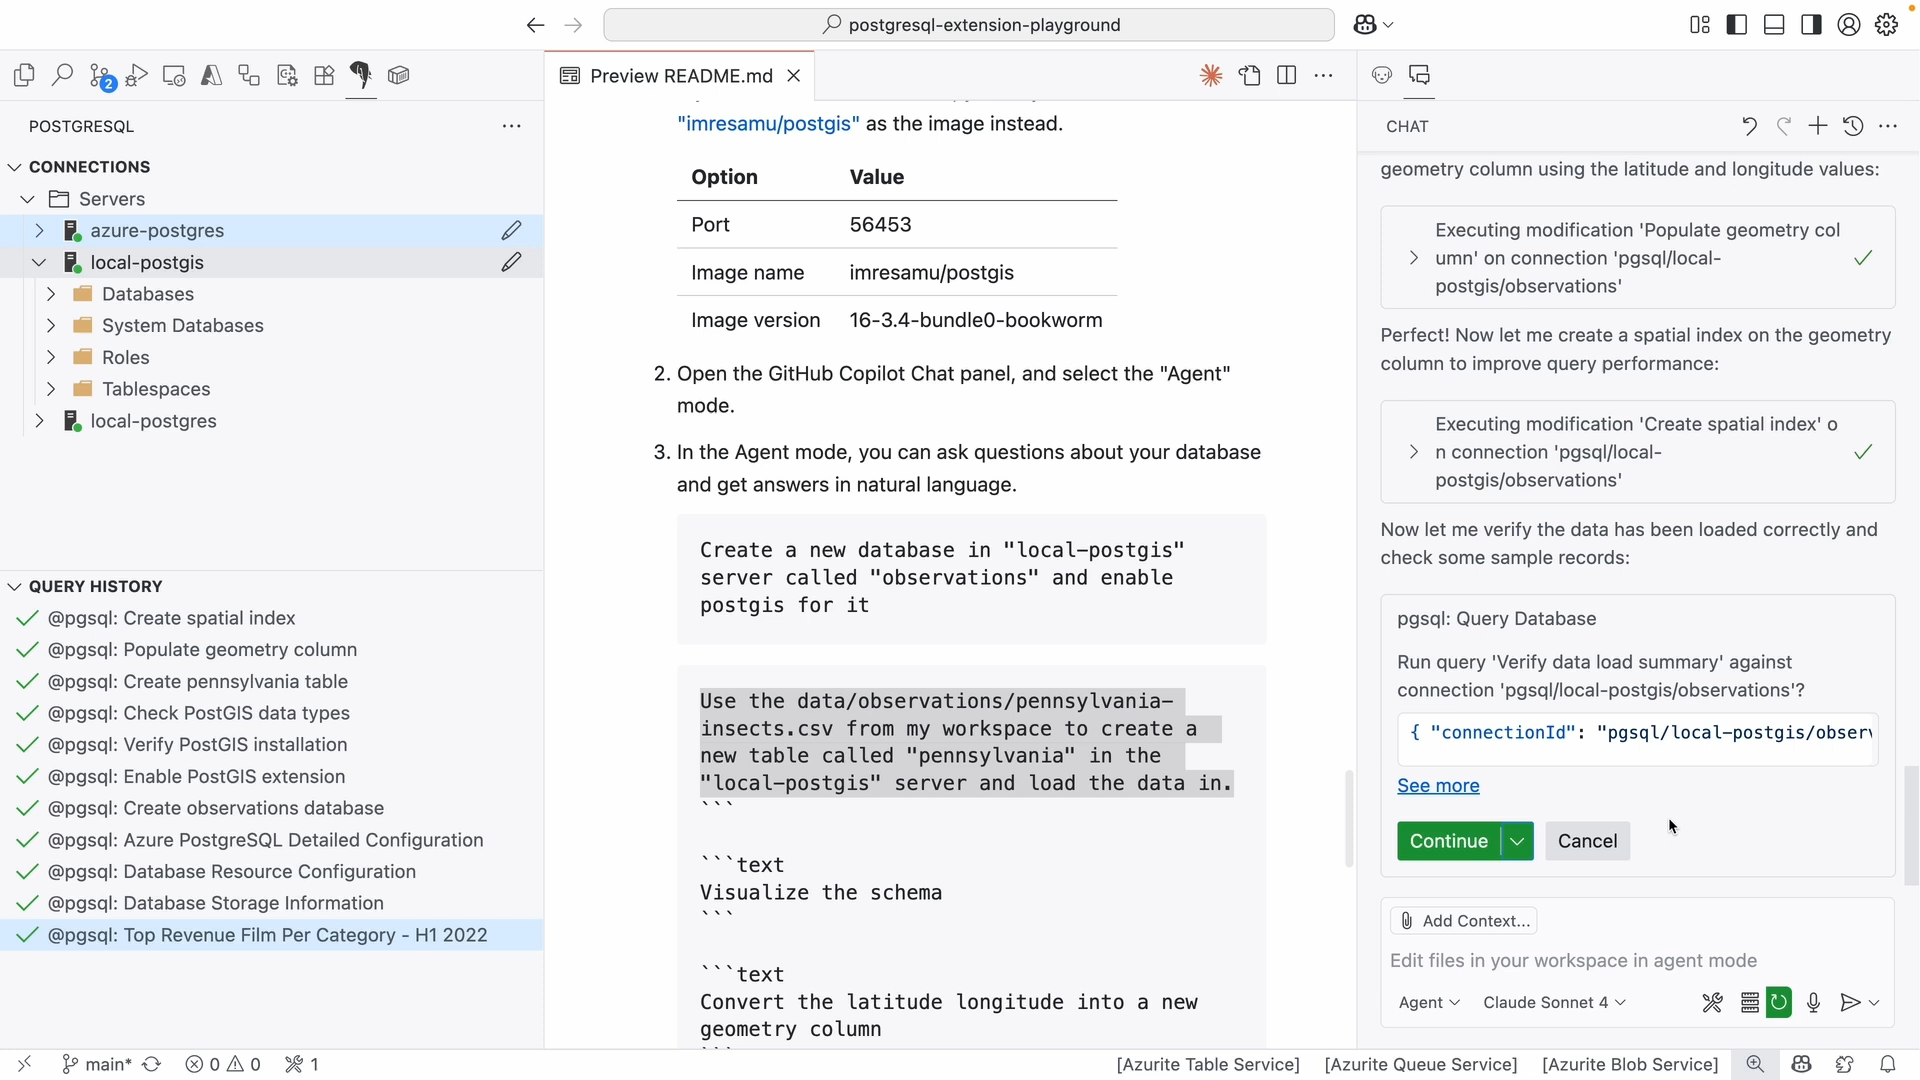 postgresql-extension-playground
2
Preview README.md
POSTGRESQL
CONNECTIONS
Servers
azure-postgres
local-postgis
Databases
System Databases
Roles
Tablespaces
local-postgres
QUERY HISTORY
@pgsql: Create spatial index
@pgsql: Populate geometry column
@pgsql: Create pennsylvania table
@pgsql: Check PostGIS data types
@pgsql: Verify PostGIS installation
@pgsql: Enable PostGIS extension
@pgsql: Create observations database
@pgsql: Azure PostgreSQL Detailed Configuration
@pgsql: Database Resource Configuration
@pgsql: Database Storage Information
@pgsql: Top Revenue Film Per Category - H1 2022
"imresamu/postgis" as the image instead.
Option Value
Port 56453
Image name imresamu/postgis
Image version 16-3.4-bundle0-bookworm
2. Open the GitHub Copilot Chat panel, and select the "Agent"
mode.
3. In the Agent mode, you can ask questions about your database
and get answers in natural language.
Create a new database in "local-postgis"
server called "observations" and enable
postgis for it
Use the data/observations/pennsylvania-
insects.csv from my workspace to create a
new table called "pennsylvania" in the
"local-postgis" server and load the data in.
```
```text
Visualize the schema
```
```text
Convert the latitude longitude into a new
geometry column
```
CHAT
geometry column using the latitude and longitude values:
Executing modification 'Populate geometry col
umn' on connection 'pgsql/local-
postgis/observations'
Perfect! Now let me create a spatial index on the geometry
column to improve query performance:
Executing modification 'Create spatial index' o
n connection 'pgsql/local-
postgis/observations'
Now let me verify the data has been loaded correctly and
check some sample records:
pgsql: Query Database
Run query 'Verify data load summary' against
connection 'pgsql/local-postgis/observations'?
{ "connectionId": "pgsql/local-postgis/observ
See more
Continue Cancel
Add Context...
Edit files in your workspace in agent mode
Agent Claude Sonnet 4
main* 0 0 1 [Azurite Table Service] [Azurite Queue Service] [Azurite Blob Service]